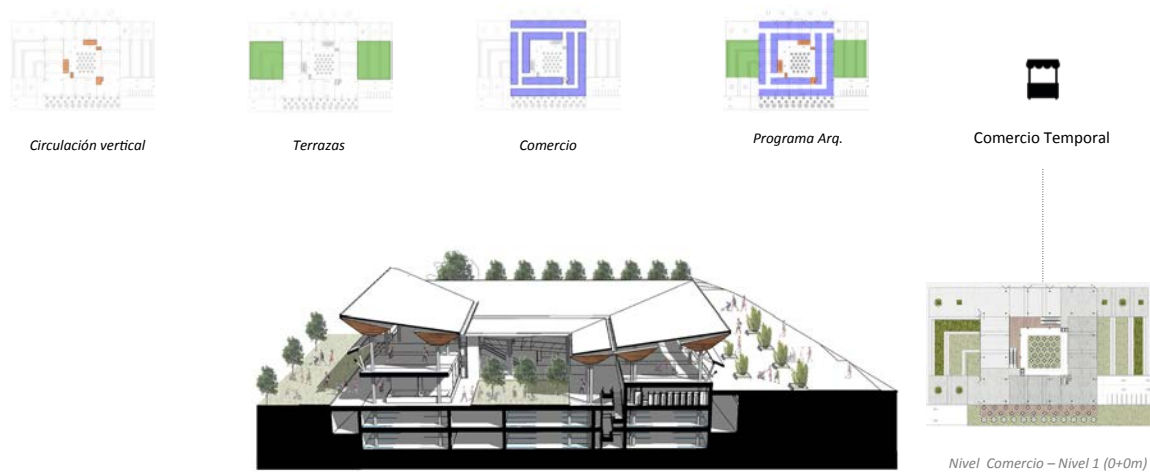 Circulación vertical
Terrazas
Comercio
Programa Arq.
Comercio Temporal
Nivel Comercio – Nivel 1 (0+0m)